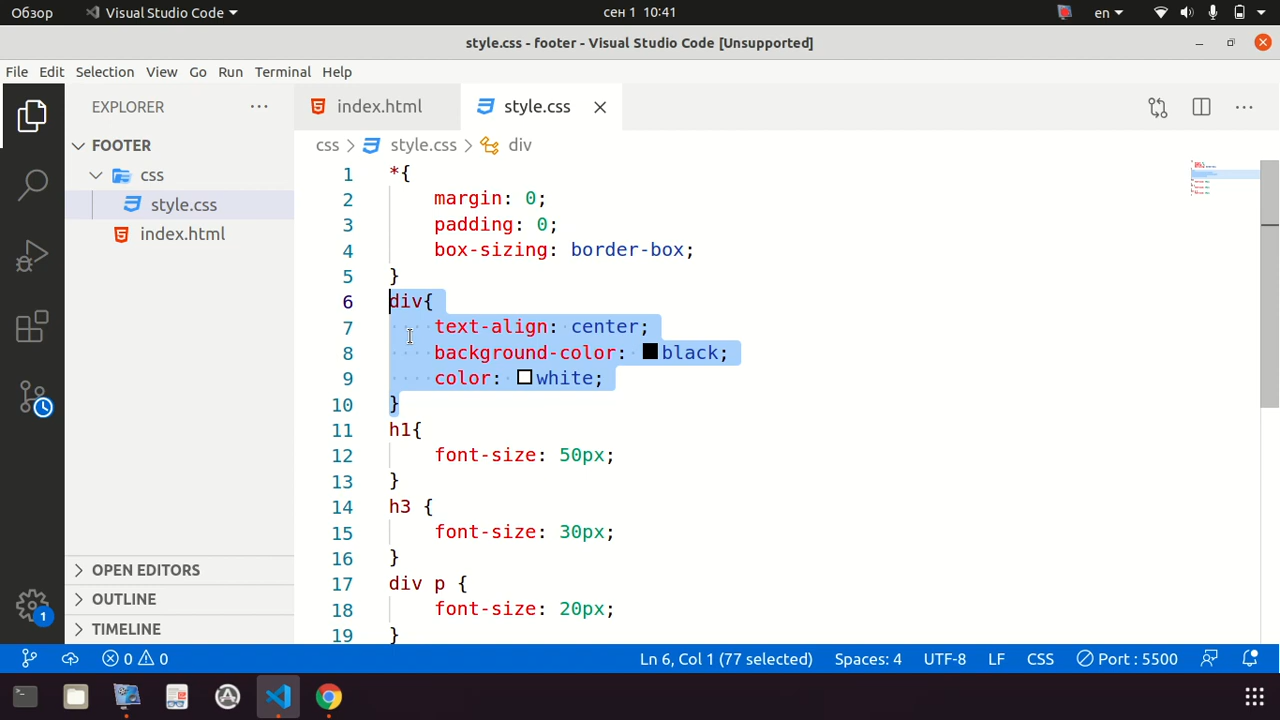 Обзор
Visual Studio Code
сен 1 10:41
en
style.css - footer - Visual Studio Code [Unsupported]
File Edit Selection View Go Run Terminal Help
EXPLORER
FOOTER
css
style.css
index.html
OPEN EDITORS
OUTLINE
TIMELINE
1
index.html
style.css
css > style.css > div
1 *{
2 margin: 0;
3 padding: 0;
4 box-sizing: border-box;
5 }
6 div{
7 text-align: center;
8 background-color: black;
9 color: white;
10 }
11 h1{
12 font-size: 50px;
13 }
14 h3 {
15 font-size: 30px;
16 }
17 div p {
18 font-size: 20px;
19 }
0 0
Ln 6, Col 1 (77 selected)
Spaces: 4
UTF-8
LF
CSS
Port : 5500